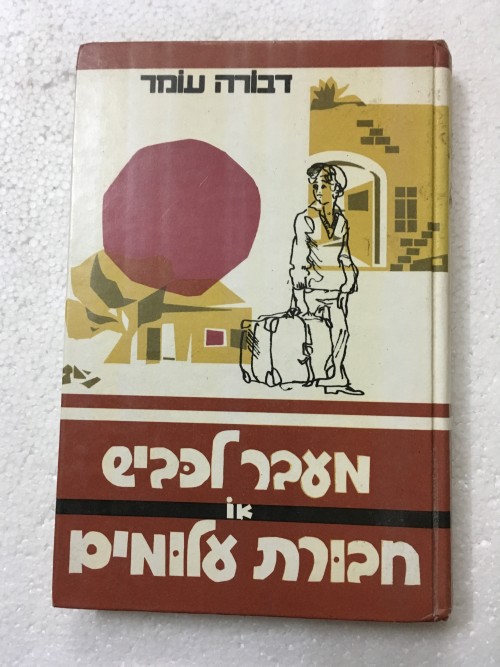 דבורה עומר
מעבר לכביש
או
חבורת עלומים